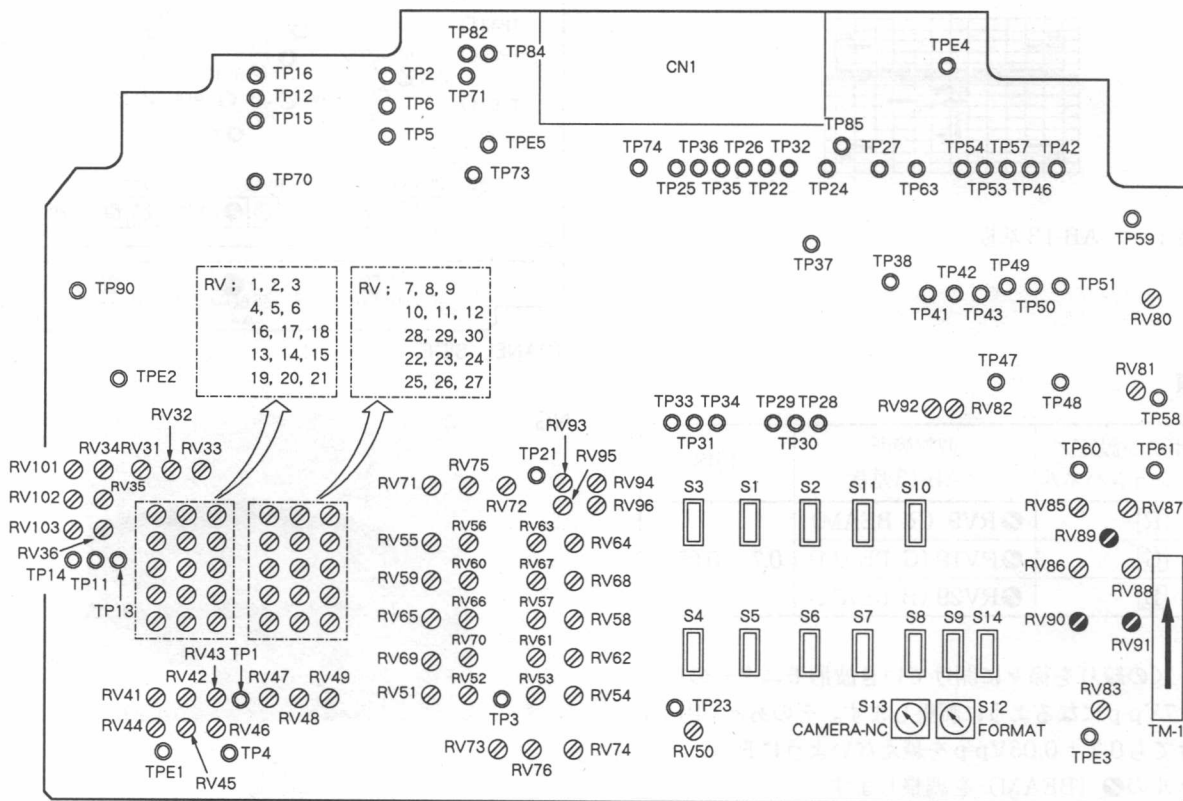 TP82
TP84
TPE4
TP16
TP2
CN1
TP12
TP6
TP71
TP15
TP5
TPE5
TP85
TP74
TP36
TP26
TP32
TP27
TP54
TP57
TP42
TP70
TP73
TP25
TP35
TP22
TP24
TP63
TP53
TP46
TP59
TP37
TP38
TP42
TP49
TP51
TP90
TP41
TP43
TP50
RV80
RV ; 1, 2, 3
4, 5, 6
16, 17, 18
13, 14, 15
19, 20, 21
RV ; 7, 8, 9
10, 11, 12
28, 29, 30
22, 23, 24
25, 26, 27
TPE2
TP47
TP48
RV81
TP58
RV92
RV82
RV32
RV34
RV31
RV33
TP33
TP34
TP31
TP29
TP28
TP30
RV93
TP21
RV95
RV101
RV35
RV71
RV75
RV72
RV94
RV96
TP60
TP61
RV102
RV103
RV36
TP14
TP11
TP13
S3
S1
S2
S11
S10
RV85
RV87
RV89
RV55
RV56
RV63
RV64
RV86
RV88
RV59
RV60
RV67
RV68
RV65
RV66
RV57
RV58
RV90
RV91
RV69
RV70
RV61
RV62
S4
S5
S6
S7
S8
S9
S14
RV43
TP1
RV42
RV47
RV49
RV41
RV48
RV51
RV52
RV53
RV54
TP3
RV44
RV46
RV45
TPE1
TP4
RV73
RV76
RV74
TP23
RV50
S13
CAMERA-NC
S12
FORMAT
RV83
TPE3
TM-1